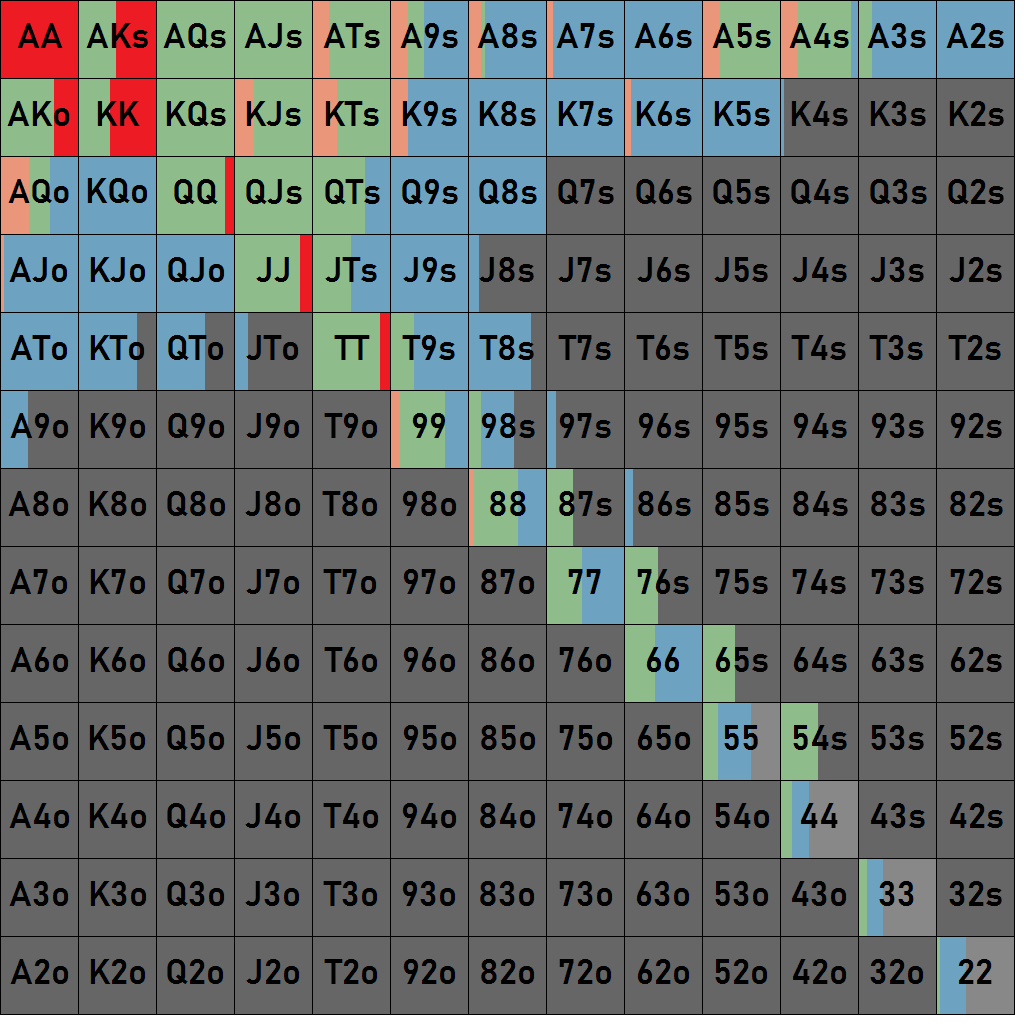 AA AKs AQs AJs ATs A9s A8s A7s A6s A5s A4s A3s A2s
AKo KK KQs KJs KTs K9s K8s K7s K6s K5s K4s K3s K2s
AQo KQo QQ QJs QTs Q9s Q8s Q7s Q6s Q5s Q4s Q3s Q2s
AJo KJo QJo JJ JTs J9s J8s J7s J6s J5s J4s J3s J2s
ATo KTo QTo JTo TT T9s T8s T7s T6s T5s T4s T3s T2s
A9o K9o Q9o J9o T9o 99 98s 97s 96s 95s 94s 93s 92s
A8o K8o Q8o J8o T8o 98o 88 87s 86s 85s 84s 83s 82s
A7o K7o Q7o J7o T7o 97o 87o 77 76s 75s 74s 73s 72s
A6o K6o Q6o J6o T6o 96o 86o 76o 66 65s 64s 63s 62s
A5o K5o Q5o J5o T5o 95o 85o 75o 65o 55 54s 53s 52s
A4o K4o Q4o J4o T4o 94o 84o 74o 64o 54o 44 43s 42s
A3o K3o Q3o J3o T3o 93o 83o 73o 63o 53o 43o 33 32s
A2o K2o Q2o J2o T2o 92o 82o 72o 62o 52o 42o 32o 22